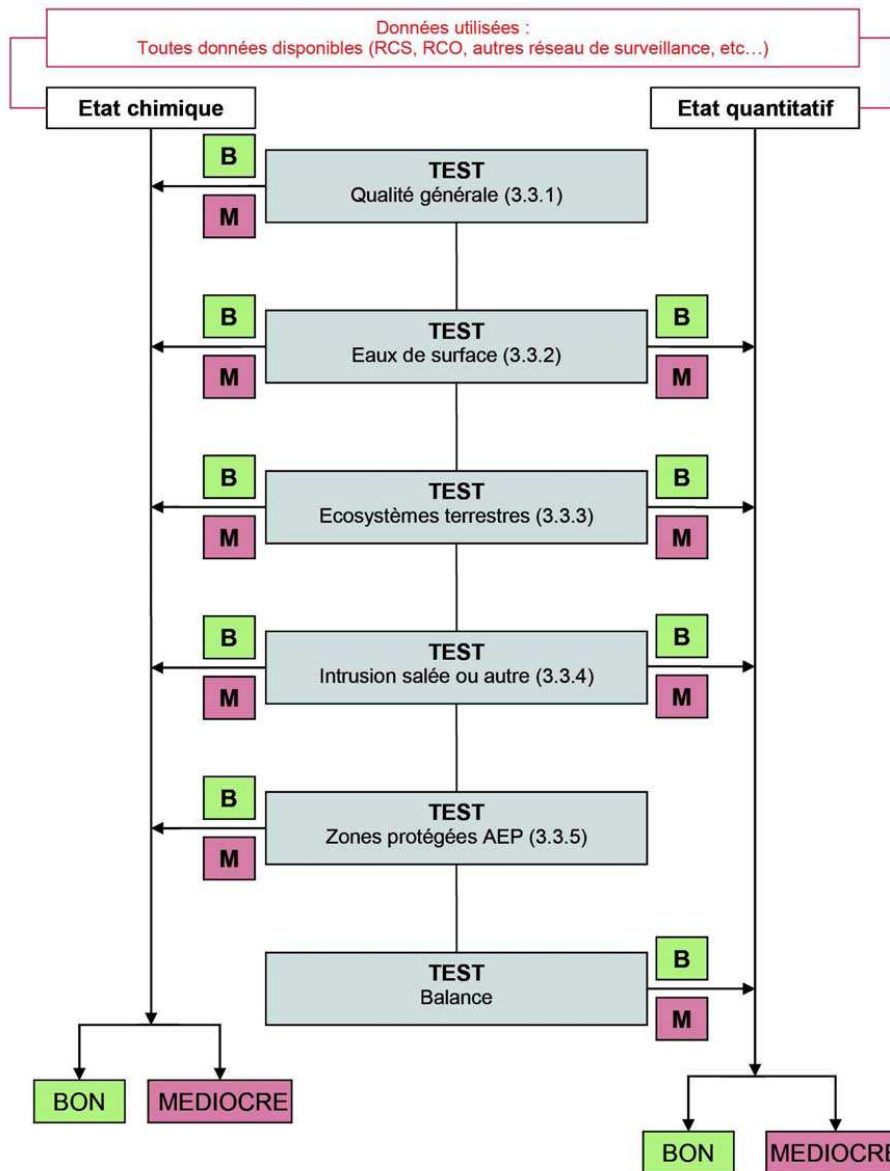 Données utilisées :
Toutes données disponibles (RCS, RCO, autres réseau de surveillance, etc…)
Etat chimique
Etat quantitatif
B
TEST
Qualité générale (3.3.1)
M
B
TEST
Eaux de surface (3.3.2)
B
M
M
B
TEST
Ecosystèmes terrestres (3.3.3)
B
M
M
B
TEST
Intrusion salée ou autre (3.3.4)
B
M
M
B
TEST
Zones protégées AEP (3.3.5)
M
TEST
Balance
B
M
BON
MEDIOCRE
BON
MEDIOCRE